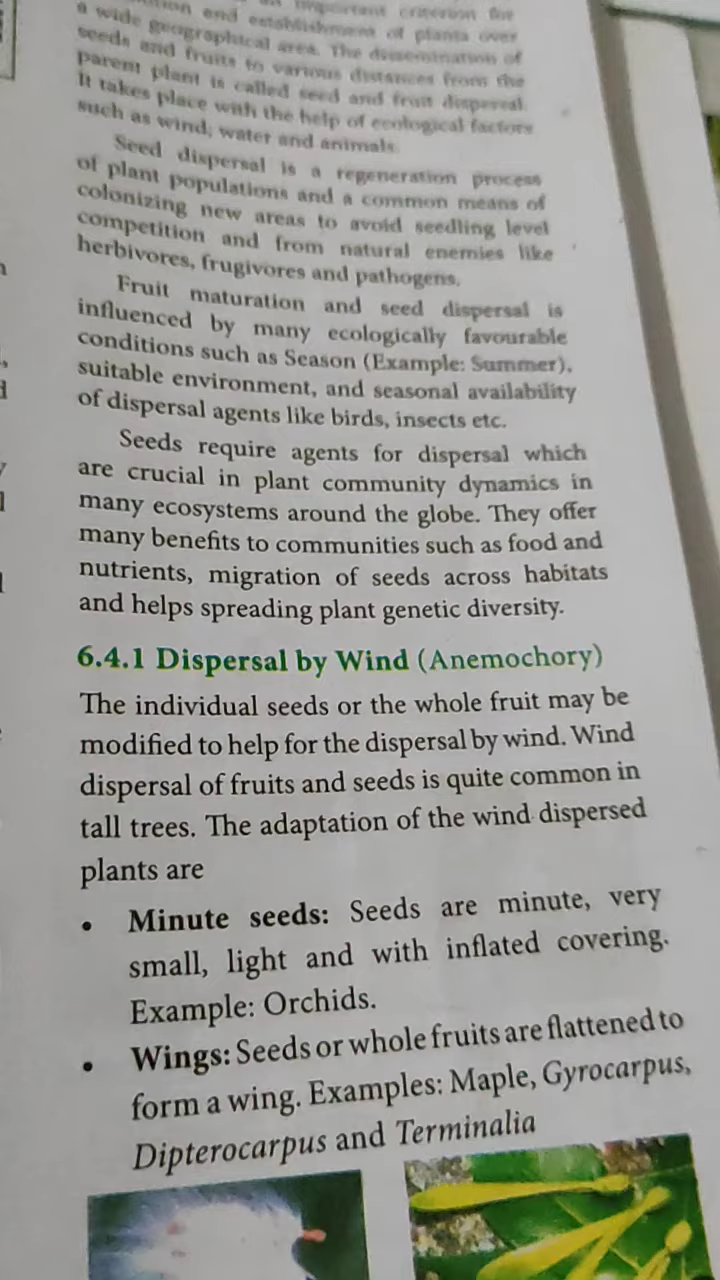 important criterion for
and establishment of plants over
a wide geographical area. The dissemination of
seeds and fruits to various distances from the
parent plant is called seed and fruit dispersal.
It takes place with the help of ecological factors
such as wind, water and animals.
Seed dispersal is a regeneration process
of plant populations and a common means of
colonizing new areas to avoid seedling level
competition and from natural enemies like
herbivores, frugivores and pathogens.
Fruit maturation and seed dispersal is
influenced by many ecologically favourable
conditions such as Season (Example: Summer),
suitable environment, and seasonal availability
of dispersal agents like birds, insects etc.
Seeds require agents for dispersal which
are crucial in plant community dynamics in
many ecosystems around the globe. They offer
many benefits to communities such as food and
nutrients, migration of seeds across habitats
and helps spreading plant genetic diversity.
6.4.1 Dispersal by Wind (Anemochory)
The individual seeds or the whole fruit may be
modified to help for the dispersal by wind. Wind
dispersal of fruits and seeds is quite common in
tall trees. The adaptation of the wind dispersed
plants are
• Minute seeds: Seeds are minute, very
small, light and with inflated covering.
Example: Orchids.
• Wings: Seeds or whole fruits are flattened to
form a wing. Examples: Maple, Gyrocarpus,
Dipterocarpus and Terminalia